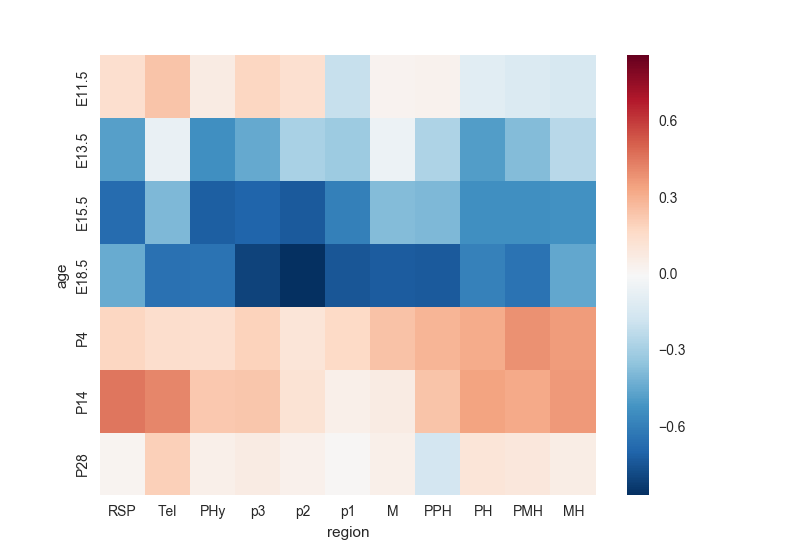 age
E11.5
E13.5
E15.5
E18.5
P4
P14
P28
RSP Tel PHy p3 p2 p1 M PPH PH PMH MH
region
0.6
0.3
0.0
−0.3
−0.6